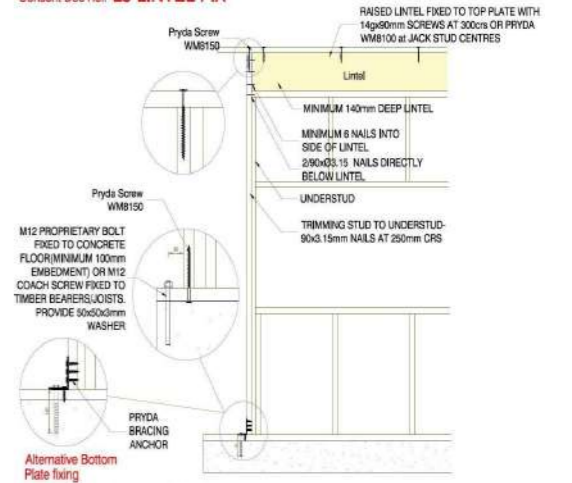 RAISED LINTEL FIXED TO TOP PLATE WITH
14gx90mm SCREWS AT 300crs OR PRYDA
WM8100 at JACK STUD CENTRES
Pryda Screw
WM8150
Lintel
MINIMUM 140mm DEEP LINTEL
MINIMUM 6 NAILS INTO
SIDE OF LINTEL
2/90xØ3.15 NAILS DIRECTLY
BELOW LINTEL
UNDERSTUD
TRIMMING STUD TO UNDERSTUD-
90x3.15mm NAILS AT 250mm CRS
Pryda Screw
WM8150
M12 PROPRIETARY BOLT
FIXED TO CONCRETE
FLOOR(MINIMUM 100mm
EMBEDMENT) OR M12
COACH SCREW FIXED TO
TIMBER BEARERS/JOISTS.
PROVIDE 50x50x3mm
WASHER
PRYDA
BRACING
ANCHOR
Alternative Bottom
Plate fixing